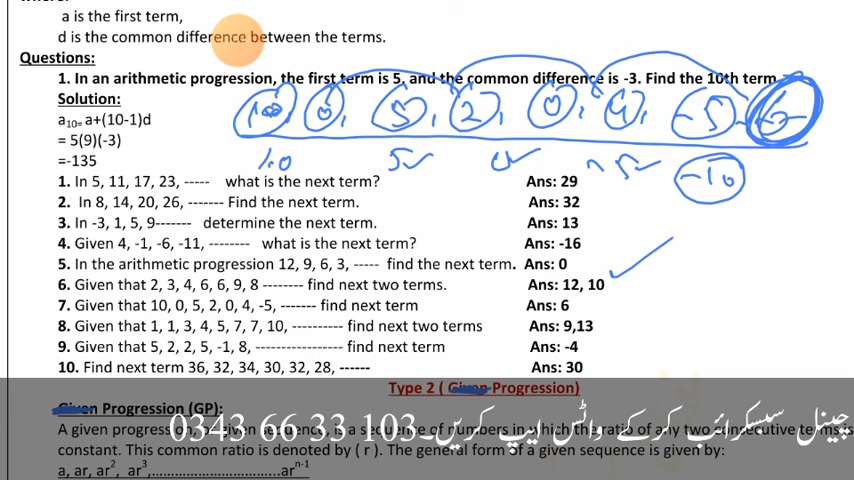 a is the first term,
d is the common difference between the terms.
Questions:
1. In an arithmetic progression, the first term is 5, and the common difference is -3. Find the 10th term
Solution:
a10= a+(10-1)d
= 5(9)(-3)
=-135
10, 0, 5, 2, 0, 4, -5, 6
10 5 0 -5 -10
1. In 5, 11, 17, 23, ----- what is the next term? Ans: 29
2. In 8, 14, 20, 26, ------- Find the next term. Ans: 32
3. In -3, 1, 5, 9------- determine the next term. Ans: 13
4. Given 4, -1, -6, -11, -------- what is the next term? Ans: -16
5. In the arithmetic progression 12, 9, 6, 3, ----- find the next term. Ans: 0
6. Given that 2, 3, 4, 6, 6, 9, 8 -------- find next two terms. Ans: 12, 10
7. Given that 10, 0, 5, 2, 0, 4, -5, ------- find next term Ans: 6
8. Given that 1, 1, 3, 4, 5, 7, 7, 10, ---------- find next two terms Ans: 9,13
9. Given that 5, 2, 2, 5, -1, 8, ----------------- find next term Ans: -4
10. Find next term 36, 32, 34, 30, 32, 28, ------ Ans: 30
Type 2 ( Given Progression)
Given Progression (GP):
چینل سبسکرائب کرکے واٹس ایپ کریں۔ 0343 66 33 103
A given progression, or given sequence, is a sequence of numbers in which the ratio of any two consecutive terms is
constant. This common ratio is denoted by ( r ). The general form of a given sequence is given by:
a, ar, ar², ar³,..............................arⁿ⁻¹